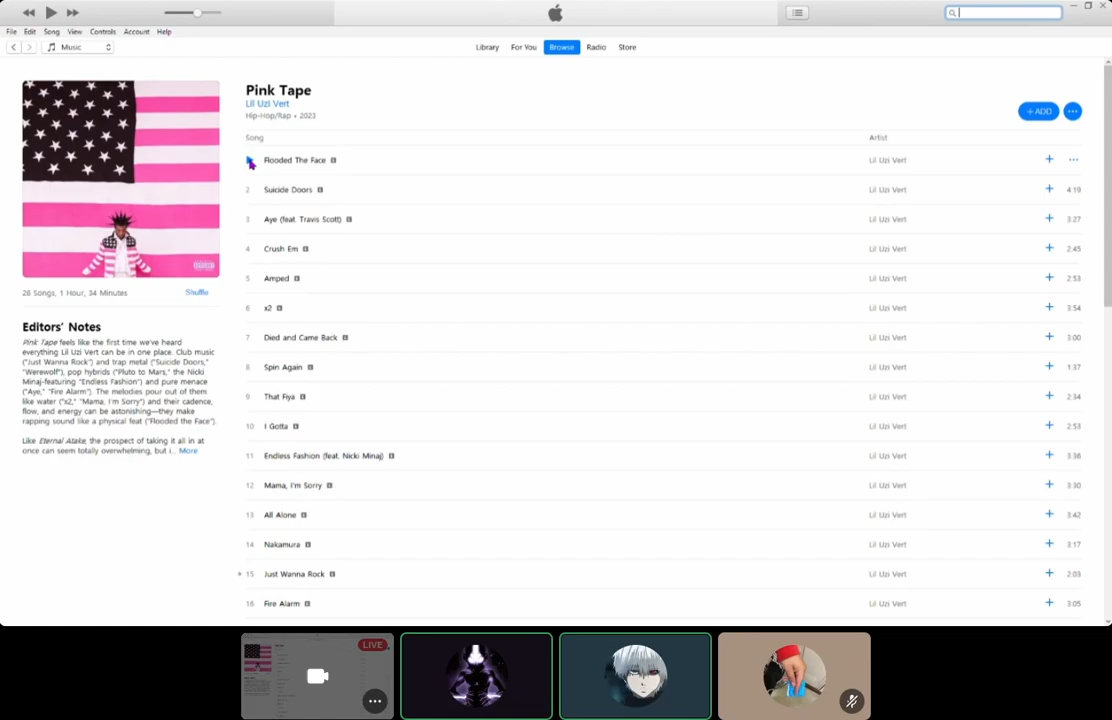 File Edit Song View Controls Account Help
Music
Library For You Browse Radio Store
Pink Tape
Lil Uzi Vert
Hip-Hop/Rap • 2023
+ ADD
Song Artist
Flooded The Face E Lil Uzi Vert
2 Suicide Doors E Lil Uzi Vert 4:19
3 Aye (feat. Travis Scott) E Lil Uzi Vert 3:27
4 Crush Em E Lil Uzi Vert 2:45
5 Amped E Lil Uzi Vert 2:53
6 x2 E Lil Uzi Vert 3:54
7 Died and Came Back E Lil Uzi Vert 3:00
8 Spin Again E Lil Uzi Vert 1:37
9 That Fiya E Lil Uzi Vert 2:34
10 I Gotta E Lil Uzi Vert 2:53
11 Endless Fashion (feat. Nicki Minaj) E Lil Uzi Vert 3:36
12 Mama, I'm Sorry E Lil Uzi Vert 3:30
13 All Alone E Lil Uzi Vert 3:42
14 Nakamura E Lil Uzi Vert 3:17
15 Just Wanna Rock E Lil Uzi Vert 2:03
16 Fire Alarm E Lil Uzi Vert 3:05
28 Songs, 1 Hour, 34 Minutes Shuffle
Editors' Notes
Pink Tape feels like the first time we've heard
everything Lil Uzi Vert can be in one place. Club music
("Just Wanna Rock") and trap metal ("Suicide Doors,"
"Werewolf"), pop hybrids ("Pluto to Mars," the Nicki
Minaj-featuring "Endless Fashion") and pure menace
("Aye," "Fire Alarm"). The melodies pour out of them
like water ("x2," "Mama, I'm Sorry") and their cadence,
flow, and energy can be astonishing—they make
rapping sound like a physical feat ("Flooded the Face").
Like Eternal Atake, the prospect of taking it all in at
once can seem totally overwhelming, but i... More
LIVE